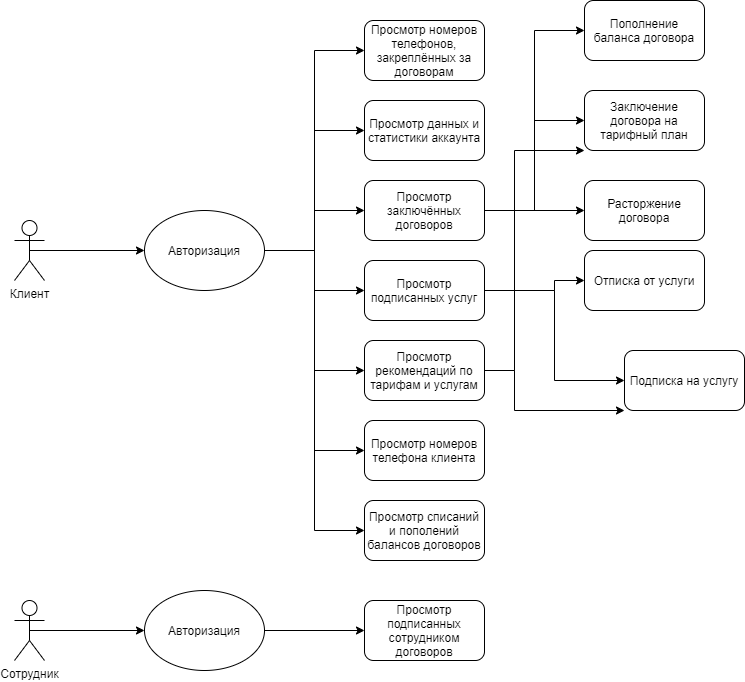 Просмотр номеров
телефонов,
закреплённых за
договорам
Пополнение
баланса договора
Просмотр данных и
статистики аккаунта
Заключение
договора на
тарифный план
Просмотр
заключённых
договоров
Расторжение
договора
Клиент
Авторизация
Просмотр
подписанных услуг
Отписка от услуги
Просмотр
рекомендаций по
тарифам и услугам
Подписка на услугу
Просмотр номеров
телефона клиента
Просмотр списаний
и пополений
балансов договоров
Сотрудник
Авторизация
Просмотр
подписанных
сотрудником
договоров